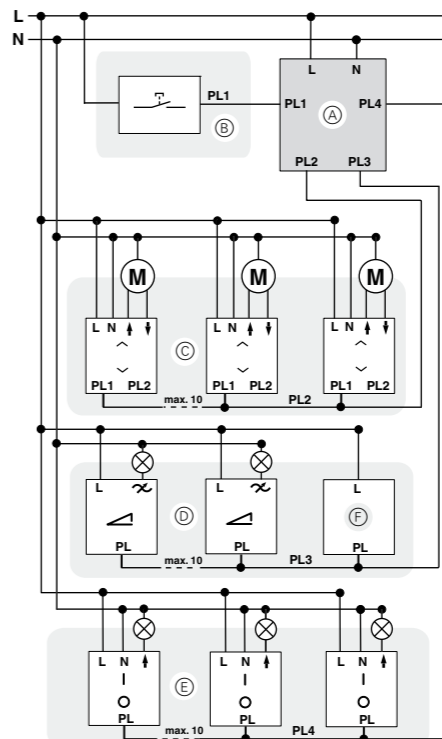 L
N
L N
PL1 Ⓐ PL4
PL2 PL3
PL1
Ⓑ
M M M
L N L N L N
Ⓒ
PL1 PL2 PL1 PL2 PL1 PL2
max. 10 PL2
L L L
Ⓓ Ⓕ
PL PL PL
max. 10 PL3
L N L N L N
I I I
Ⓔ
O O O
PL PL PL
max. 10 PL4